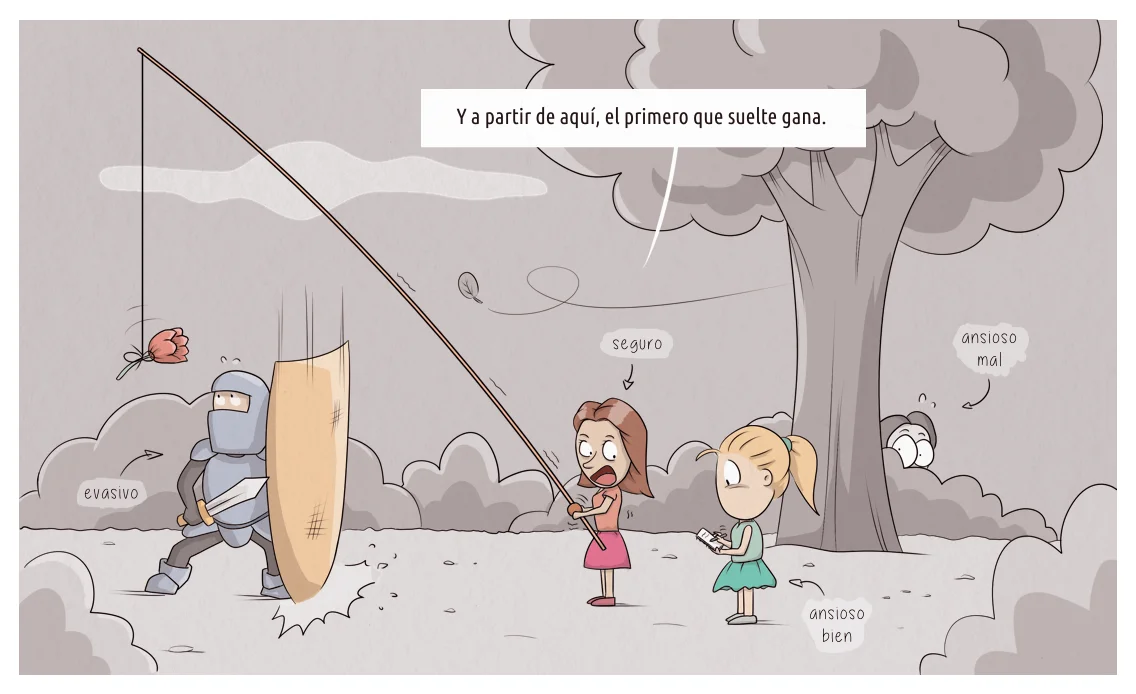 Y a partir de aquí, el primero que suelte gana.
seguro
ansioso
mal
evasivo
ansioso
bien